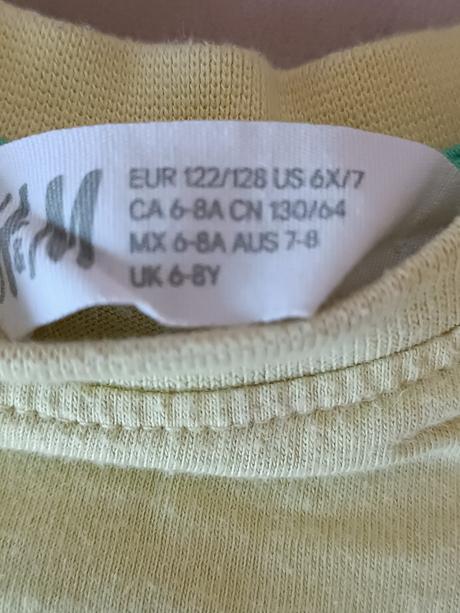 H&M
EUR 122/128 US 6X/7
CA 6-8A CN 130/64
MX 6-8A AUS 7-8
UK 6-8Y